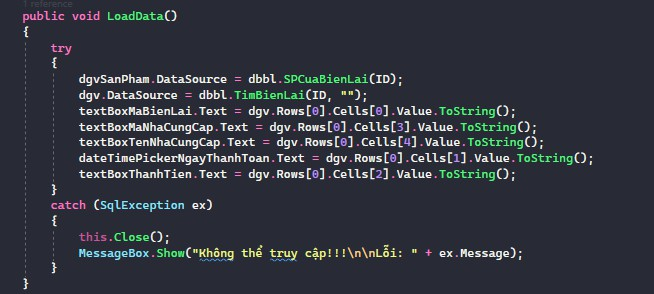 1 reference
public void LoadData()
{
try
{
dgvSanPham.DataSource = dbbl.SPCuaBienLai(ID);
dgv.DataSource = dbbl.TimBienLai(ID, "");
textBoxMaBienLai.Text = dgv.Rows[0].Cells[0].Value.ToString();
textBoxMaNhaCungCap.Text = dgv.Rows[0].Cells[3].Value.ToString();
textBoxTenNhaCungCap.Text = dgv.Rows[0].Cells[4].Value.ToString();
dateTimePickerNgayThanhToan.Text = dgv.Rows[0].Cells[1].Value.ToString();
textBoxThanhTien.Text = dgv.Rows[0].Cells[2].Value.ToString();
}
catch (SqlException ex)
{
this.Close();
MessageBox.Show("Không thể truy cập!!!\n\nLỗi: " + ex.Message);
}
}